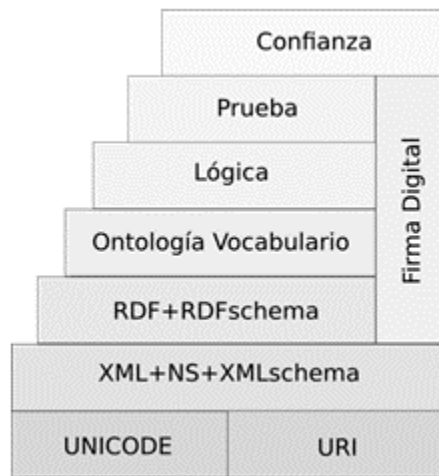 Confianza
Prueba
Lógica
Ontología Vocabulario
RDF+RDFschema
Firma Digital
XML+NS+XMLschema
UNICODE
URI